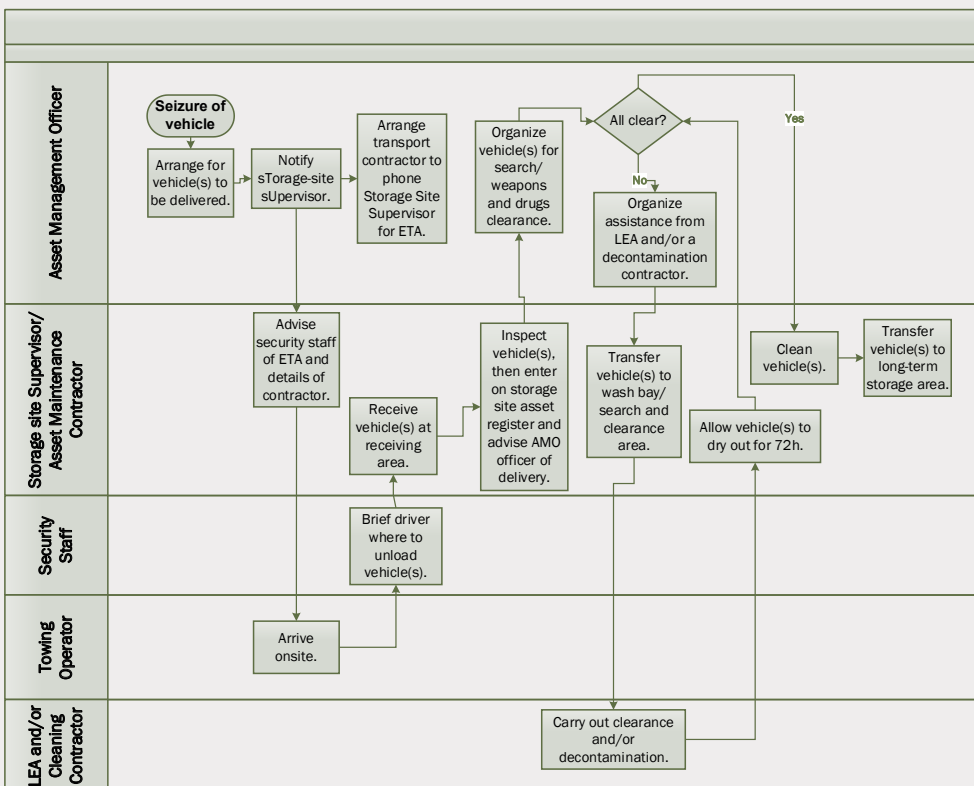 Asset Management Officer
Seizure of
vehicle
Arrange for
vehicle(s) to
be delivered.
Notify
sTorage-site
sUpervisor.
Arrange
transport
contractor to
phone
Storage Site
Supervisor
for ETA.
Organize
vehicle(s) for
search/
weapons
and drugs
clearance.
All clear?
Yes
No
Organize
assistance from
LEA and/or a
decontamination
contractor.
Storage site Supervisor/
Asset Maintenance
Contractor
Advise
security staff
of ETA and
details of
contractor.
Receive
vehicle(s) at
receiving
area.
Inspect
vehicle(s),
then enter
on storage
site asset
register and
advise AMO
officer of
delivery.
Transfer
vehicle(s) to
wash bay/
search and
clearance
area.
Allow vehicle(s) to
dry out for 72h.
Clean
vehicle(s).
Transfer
vehicle(s) to
long-term
storage area.
Security
Staff
Brief driver
where to
unload
vehicle(s).
Towing
Operator
Arrive
onsite.
LEA and/or
Cleaning
Contractor
Carry out clearance
and/or
decontamination.